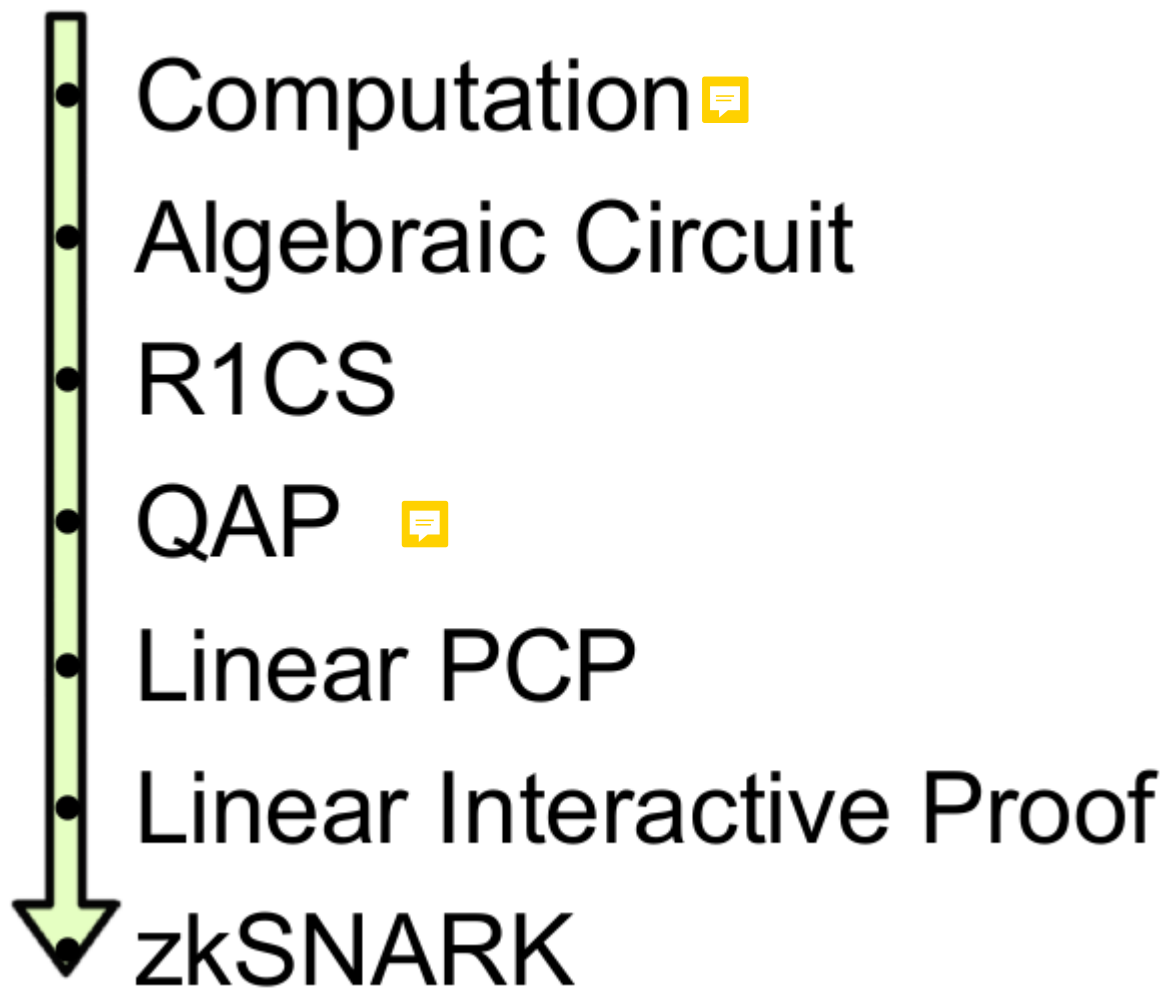 Computation
Algebraic Circuit
R1CS
QAP
Linear PCP
Linear Interactive Proof
zkSNARK